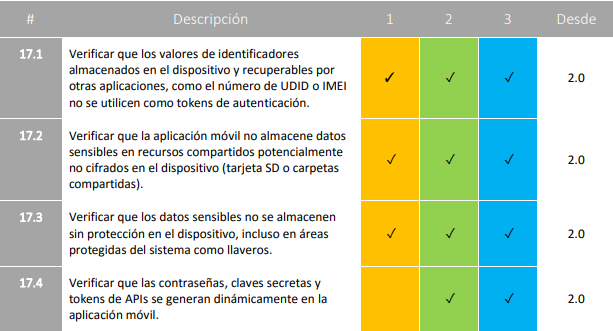 # Descripción 1 2 3 Desde
17.1 Verificar que los valores de identificadores
almacenados en el dispositivo y recuperables por
otras aplicaciones, como el número de UDID o IMEI
no se utilicen como tokens de autenticación.
✓ ✓ ✓ 2.0
17.2 Verificar que la aplicación móvil no almacene datos
sensibles en recursos compartidos potencialmente
no cifrados en el dispositivo (tarjeta SD o carpetas
compartidas).
✓ ✓ ✓ 2.0
17.3 Verificar que los datos sensibles no se almacenen
sin protección en el dispositivo, incluso en áreas
protegidas del sistema como llaveros.
✓ ✓ ✓ 2.0
17.4 Verificar que las contraseñas, claves secretas y
tokens de APIs se generan dinámicamente en la
aplicación móvil.
✓ ✓ 2.0